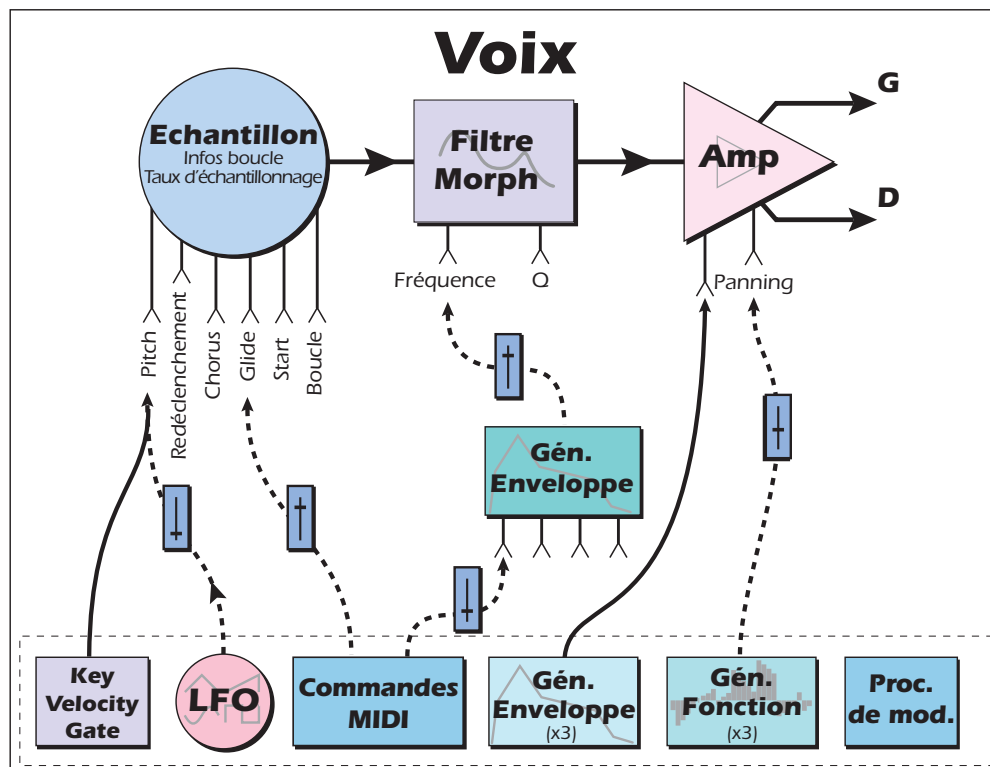 Voix
Echantillon
Infos boucle
Taux d'échantillonnage
Filtre
Morph
Amp
G
D
Pitch
Redéclenchement
Chorus
Glide
Start
Boucle
Fréquence
Q
Panning
Gén.
Enveloppe
Key
Velocity
Gate
LFO
Commandes
MIDI
Gén.
Enveloppe
(x3)
Gén.
Fonction
(x3)
Proc.
de mod.